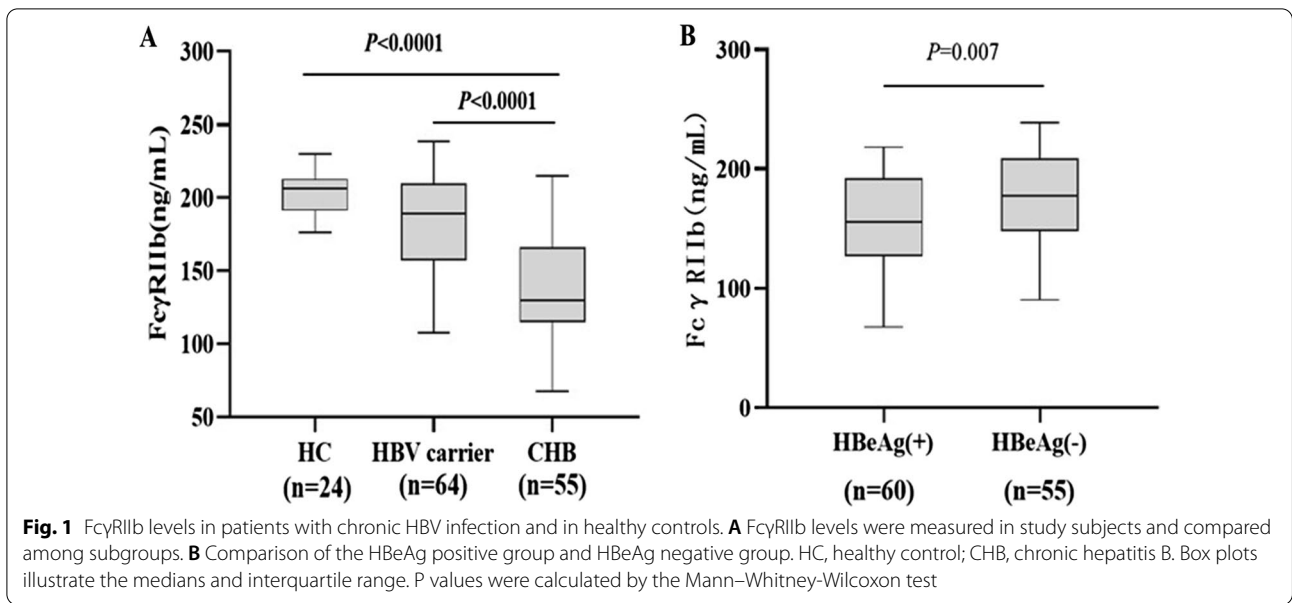 A
P<0.0001
P<0.0001
FcγRIIb(ng/mL)
300
250
200
150
100
50
HC
HBV carrier
CHB
(n=24)
(n=64)
(n=55)
B
P=0.007
Fc γ RIIb (ng/mL)
300
200
100
0
HBeAg(+)
HBeAg(-)
(n=60)
(n=55)
Fig. 1 FcγRIIb levels in patients with chronic HBV infection and in healthy controls. A FcγRIIb levels were measured in study subjects and compared
among subgroups. B Comparison of the HBeAg positive group and HBeAg negative group. HC, healthy control; CHB, chronic hepatitis B. Box plots
illustrate the medians and interquartile range. P values were calculated by the Mann–Whitney-Wilcoxon test